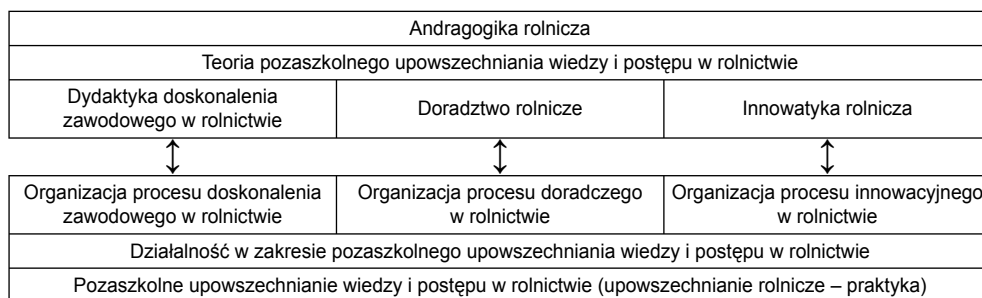 Andragogika rolnicza
Teoria pozaszkolnego upowszechniania wiedzy i postępu w rolnictwie
Dydaktyka doskonalenia
zawodowego w rolnictwie
Doradztwo rolnicze
Innowatyka rolnicza
Organizacja procesu doskonalenia
zawodowego w rolnictwie
Organizacja procesu doradczego
w rolnictwie
Organizacja procesu innowacyjnego
w rolnictwie
Działalność w zakresie pozaszkolnego upowszechniania wiedzy i postępu w rolnictwie
Pozaszkolne upowszechnianie wiedzy i postępu w rolnictwie (upowszechnianie rolnicze – praktyka)